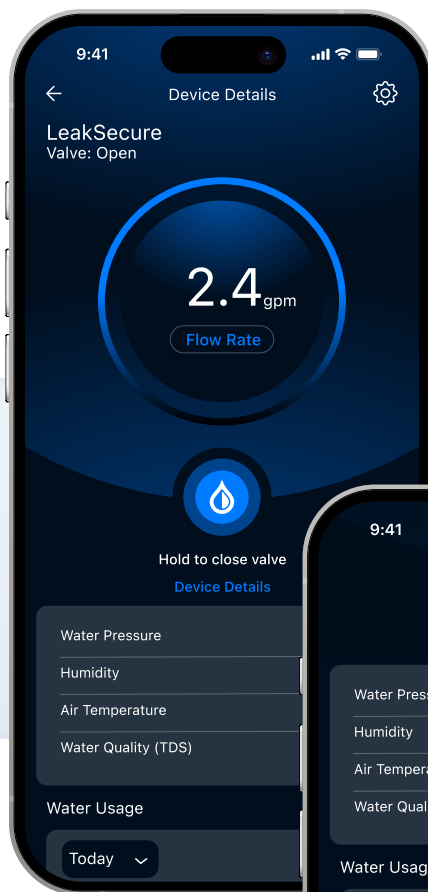 9:41
Device Details
LeakSecure
Valve: Open
2.4 gpm
Flow Rate
Hold to close valve
Device Details
Water Pressure
Humidity
Air Temperature
Water Quality (TDS)
Water Usage
Today
9:41
Water Press
Humidity
Air Tempera
Water Qual
Water Usag